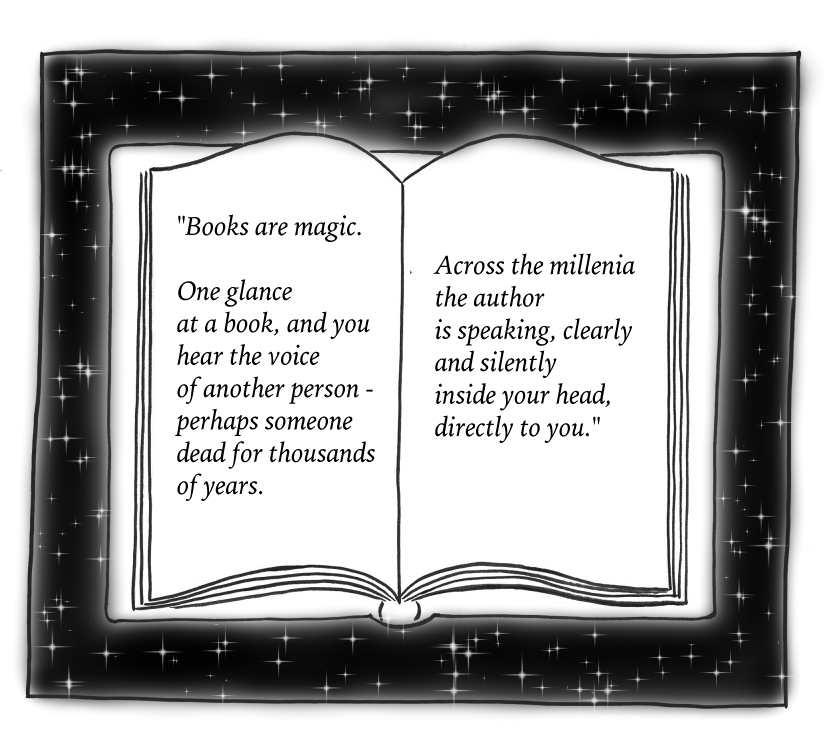 "Books are magic.
One glance
at a book, and you
hear the voice
of another person -
perhaps someone
dead for thousands
of years.
Across the millenia
the author
is speaking, clearly
and silently
inside your head,
directly to you."